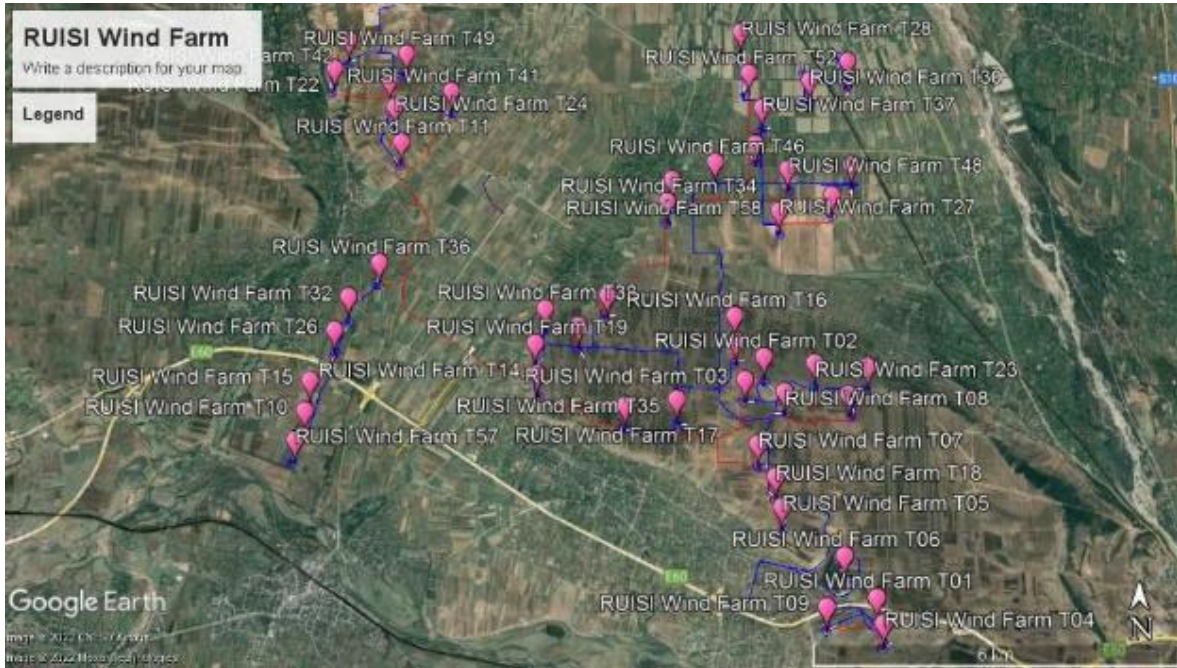 RUISI Wind Farm
Write a description for your map.
Legend
RUISI Wind Farm T49
T42
RUISI Wind Farm T28
RUISI Wind Farm T52
T22
RUISI Wind Farm T41
RUISI Wind Farm T30
RUISI Wind Farm T24
RUISI Wind Farm T37
RUISI Wind Farm T11
RUISI Wind Farm T46
RUISI Wind Farm T48
RUISI Wind Farm T34
RUISI Wind Farm T58
RUISI Wind Farm T27
RUISI Wind Farm T36
RUISI Wind Farm T32
RUISI Wind Farm
RUISI Wind Farm T16
RUISI Wind Farm T26
RUISI Wind Farm T19
RUISI Wind Farm T02
E60
RUISI Wind Farm T15
RUISI Wind Farm T14
RUISI Wind Farm T03
RUISI Wind Farm T23
RUISI Wind Farm T10
RUISI Wind Farm T35
RUISI Wind Farm T08
RUISI Wind Farm T57
RUISI Wind Farm T17
RUISI Wind Farm T07
RUISI Wind Farm T18
RUISI Wind Farm T05
RUISI Wind Farm T06
E60
RUISI Wind Farm T01
RUISI Wind Farm T09
RUISI Wind Farm T04
Google Earth
N
6 km
E60